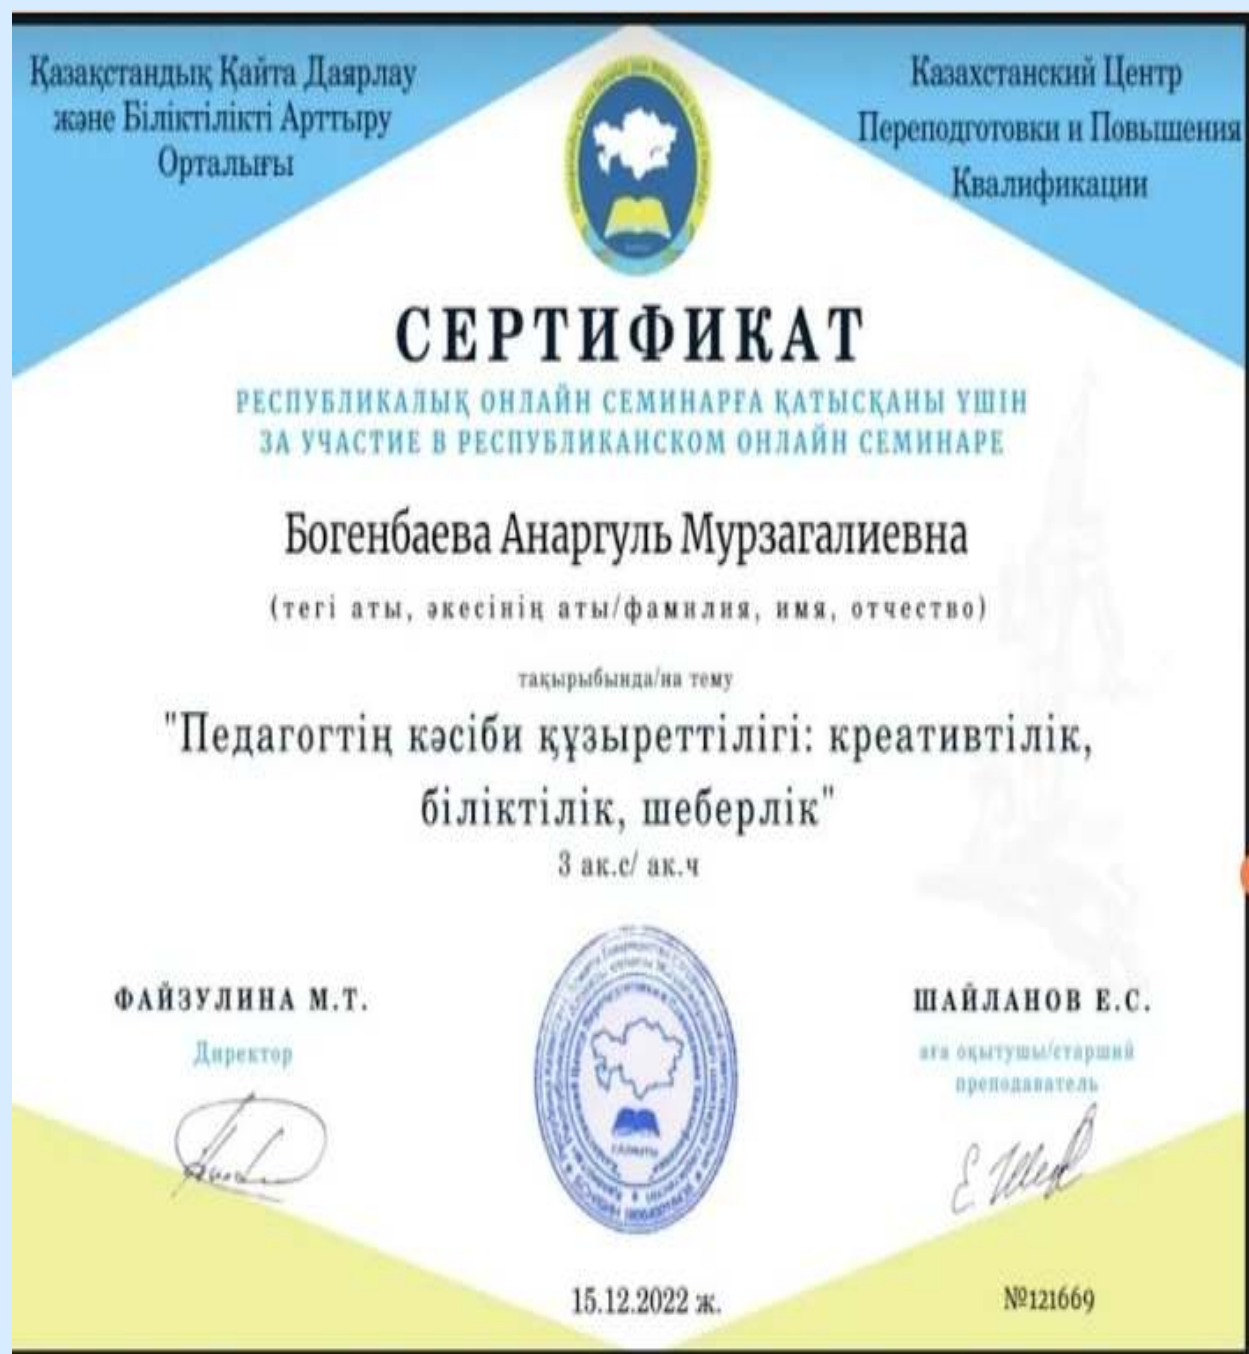 Қазақстандық Қайта Даярлау
және Біліктілікті Арттыру
Орталығы
Казахстанский Центр
Переподготовки и Повышения
Квалификации
СЕРТИФИКАТ
РЕСПУБЛИКАЛЫҚ ОНЛАЙН СЕМИНАРҒА ҚАТЫСҚАНЫ ҮШІН
ЗА УЧАСТИЕ В РЕСПУБЛИКАНСКОМ ОНЛАЙН СЕМИНАРЕ
Богенбаева Анаргуль Мурзагалиевна
(тегі аты, әкесінің аты/фамилия, имя, отчество)
тақырыбында/на тему
"Педагогтің кәсіби құзыреттілігі: креативтілік,
біліктілік, шеберлік"
3 ак.с/ ак.ч
ФАЙЗУЛИНА М.Т.
Директор
ШАЙЛАНОВ Е.С.
аға оқытушы/старший
преподаватель
15.12.2022 ж.
№121669